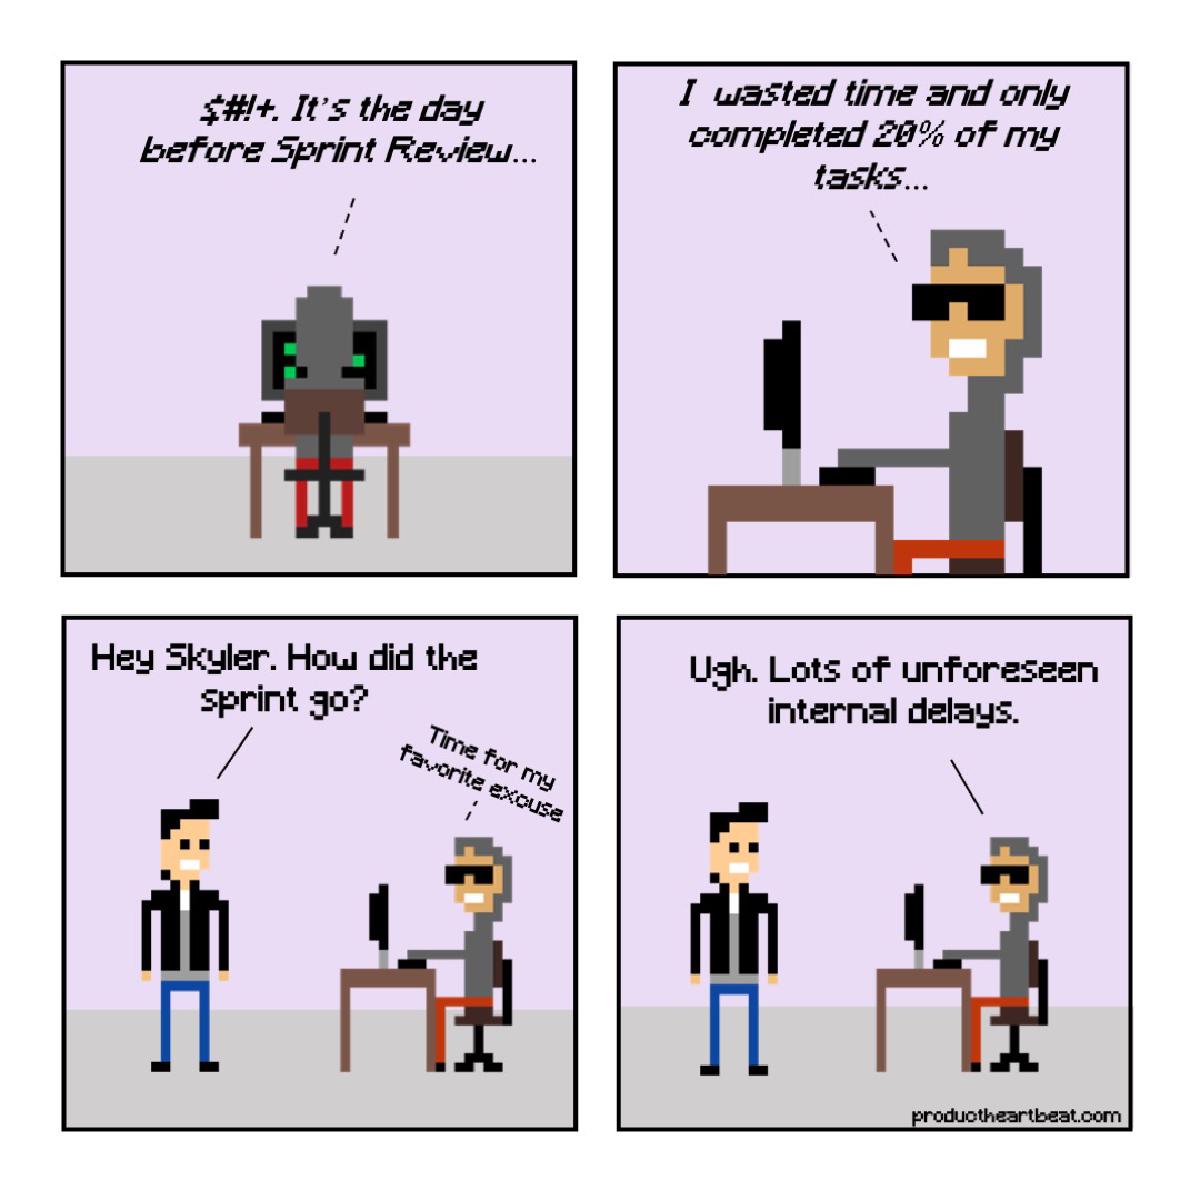 $#!+. It's the day
before Sprint Review...
I wasted time and only
completed 20% of my
tasks...
Hey Skyler. How did the
sprint go?
Time for my
favorite excuse
Ugh. Lots of unforeseen
internal delays.
productheartbeat.com